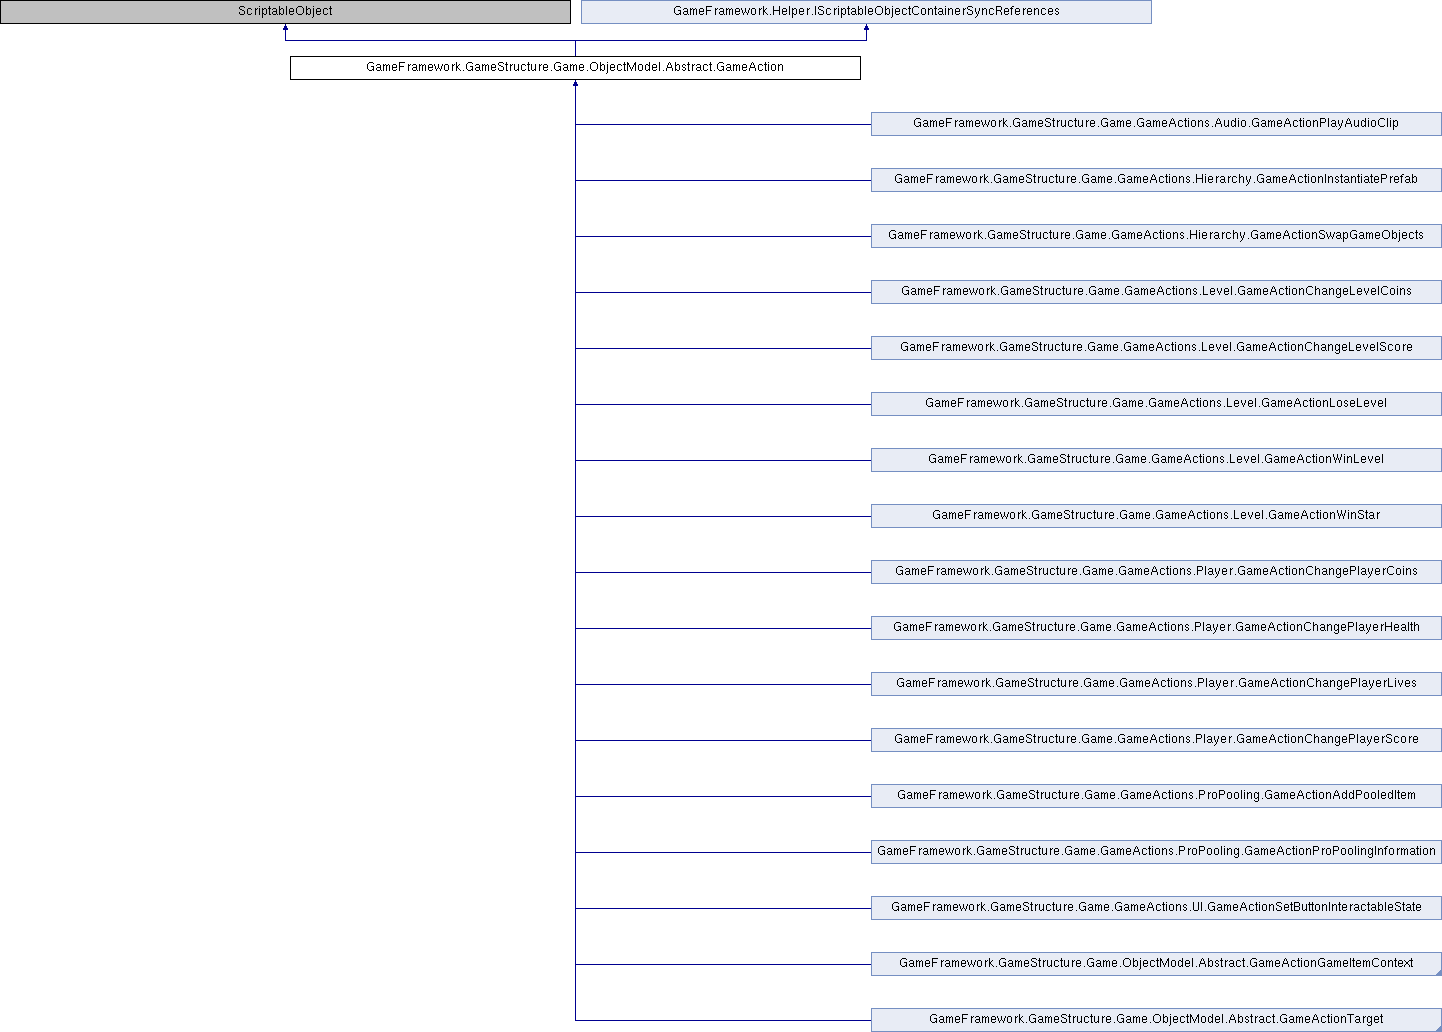 ScriptableObject
GameFramework.Helper.IScriptableObjectContainerSyncReferences
GameFramework.GameStructure.Game.ObjectModel.Abstract.GameAction
GameFramework.GameStructure.Game.GameActions.Audio.GameActionPlayAudioClip
GameFramework.GameStructure.Game.GameActions.Hierarchy.GameActionInstantiatePrefab
GameFramework.GameStructure.Game.GameActions.Hierarchy.GameActionSwapGameObjects
GameFramework.GameStructure.Game.GameActions.Level.GameActionChangeLevelCoins
GameFramework.GameStructure.Game.GameActions.Level.GameActionChangeLevelScore
GameFramework.GameStructure.Game.GameActions.Level.GameActionLoseLevel
GameFramework.GameStructure.Game.GameActions.Level.GameActionWinLevel
GameFramework.GameStructure.Game.GameActions.Level.GameActionWinStar
GameFramework.GameStructure.Game.GameActions.Player.GameActionChangePlayerCoins
GameFramework.GameStructure.Game.GameActions.Player.GameActionChangePlayerHealth
GameFramework.GameStructure.Game.GameActions.Player.GameActionChangePlayerLives
GameFramework.GameStructure.Game.GameActions.Player.GameActionChangePlayerScore
GameFramework.GameStructure.Game.GameActions.ProPooling.GameActionAddPooledItem
GameFramework.GameStructure.Game.GameActions.ProPooling.GameActionProPoolingInformation
GameFramework.GameStructure.Game.GameActions.UI.GameActionSetButtonInteractableState
GameFramework.GameStructure.Game.ObjectModel.Abstract.GameActionGameItemContext
GameFramework.GameStructure.Game.ObjectModel.Abstract.GameActionTarget